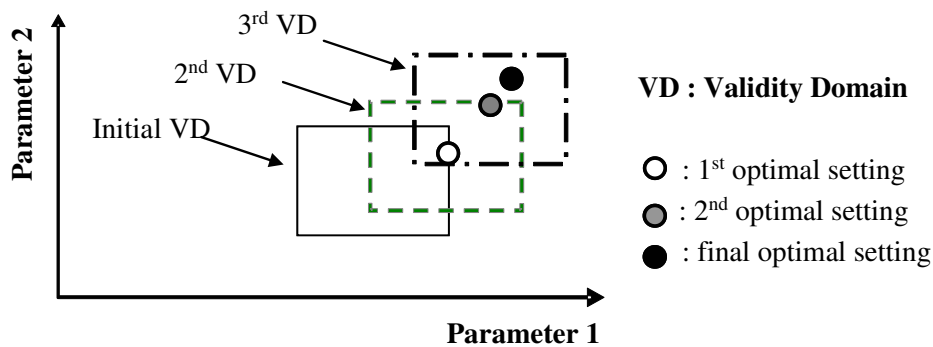 Parameter 2
3rd VD
2nd VD
Initial VD
Parameter 1
VD : Validity Domain
: 1st optimal setting
: 2nd optimal setting
: final optimal setting